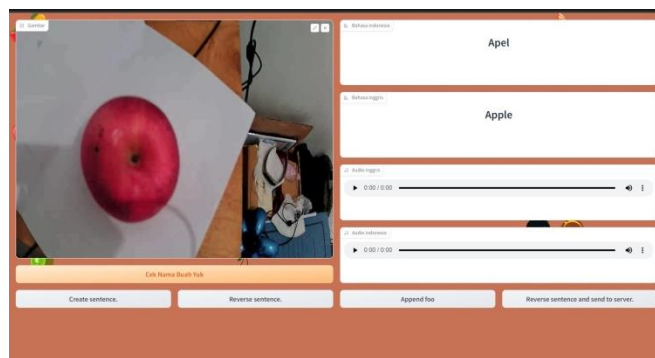 Gambar
Bahasa Indonesia
Apel
Bahasa Inggris
Apple
Audio Inggris
0:00 / 0:00
Audio Indonesia
0:00 / 0:00
Cek Nama Buah Yuk
Create sentence.
Reverse sentence.
Append foo
Reverse sentence and send to server.